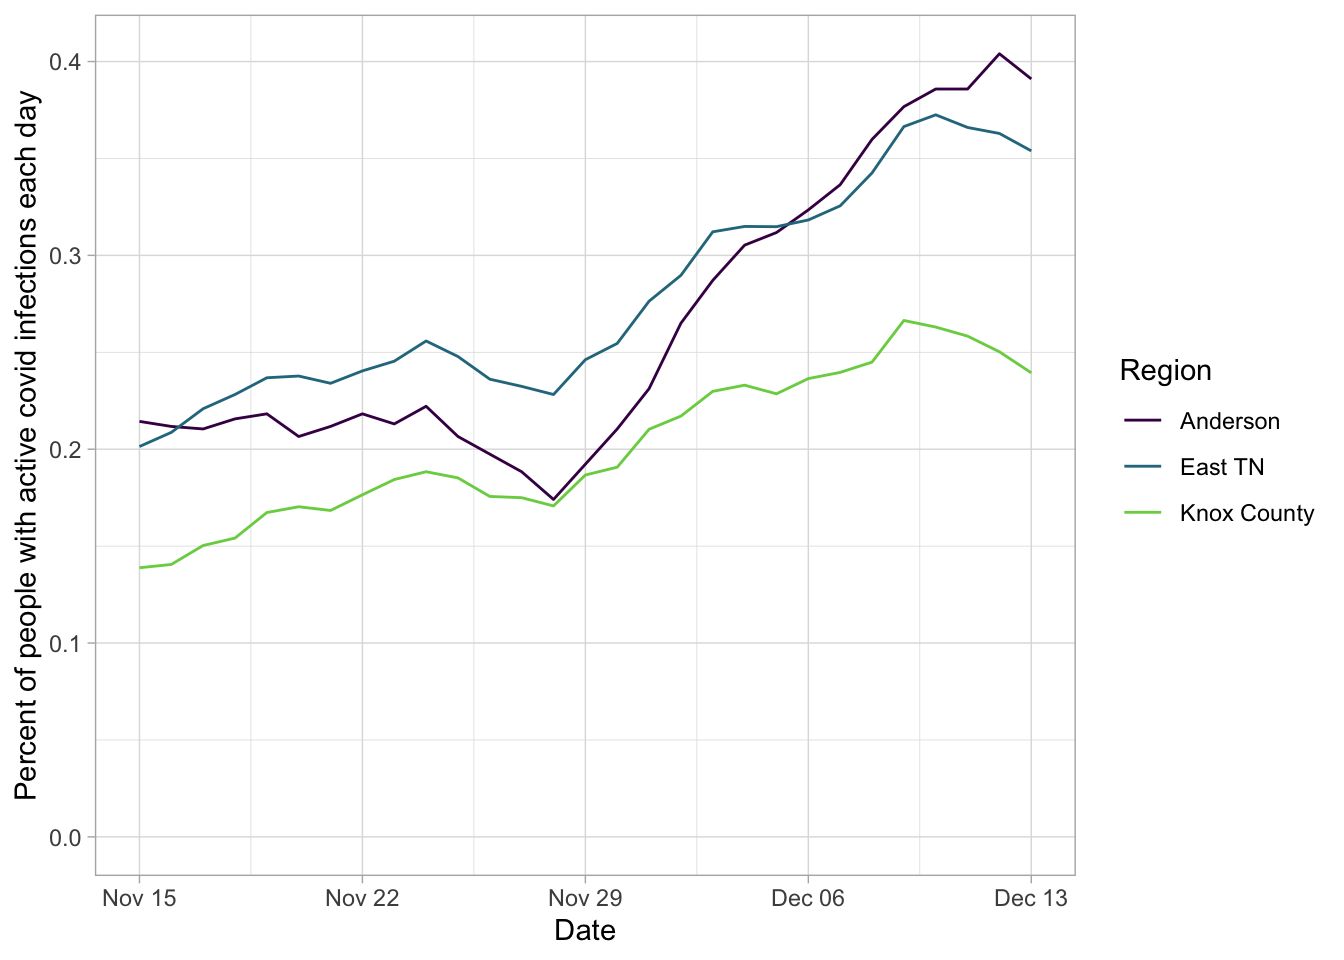 Percent of people with active covid infections each day
0.4
0.3
0.2
0.1
0.0
Nov 15
Nov 22
Nov 29
Dec 06
Dec 13
Date
Region
Anderson
East TN
Knox County